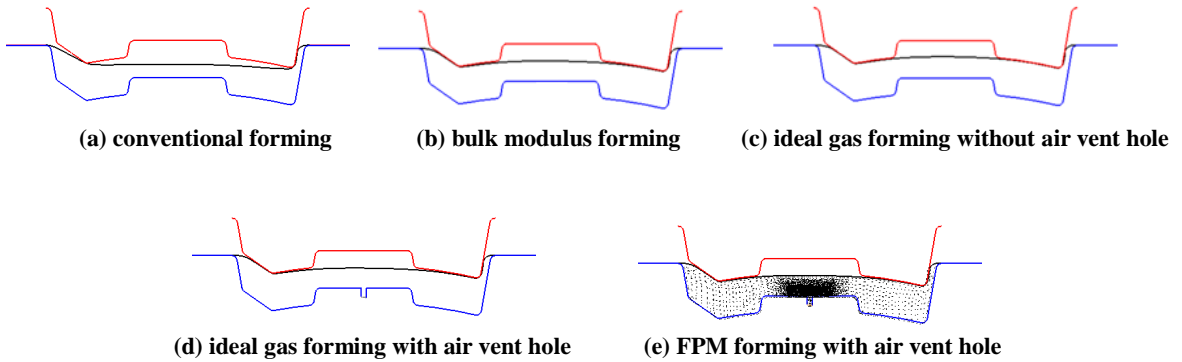 (a) conventional forming
(b) bulk modulus forming
(c) ideal gas forming without air vent hole
(d) ideal gas forming with air vent hole
(e) FPM forming with air vent hole